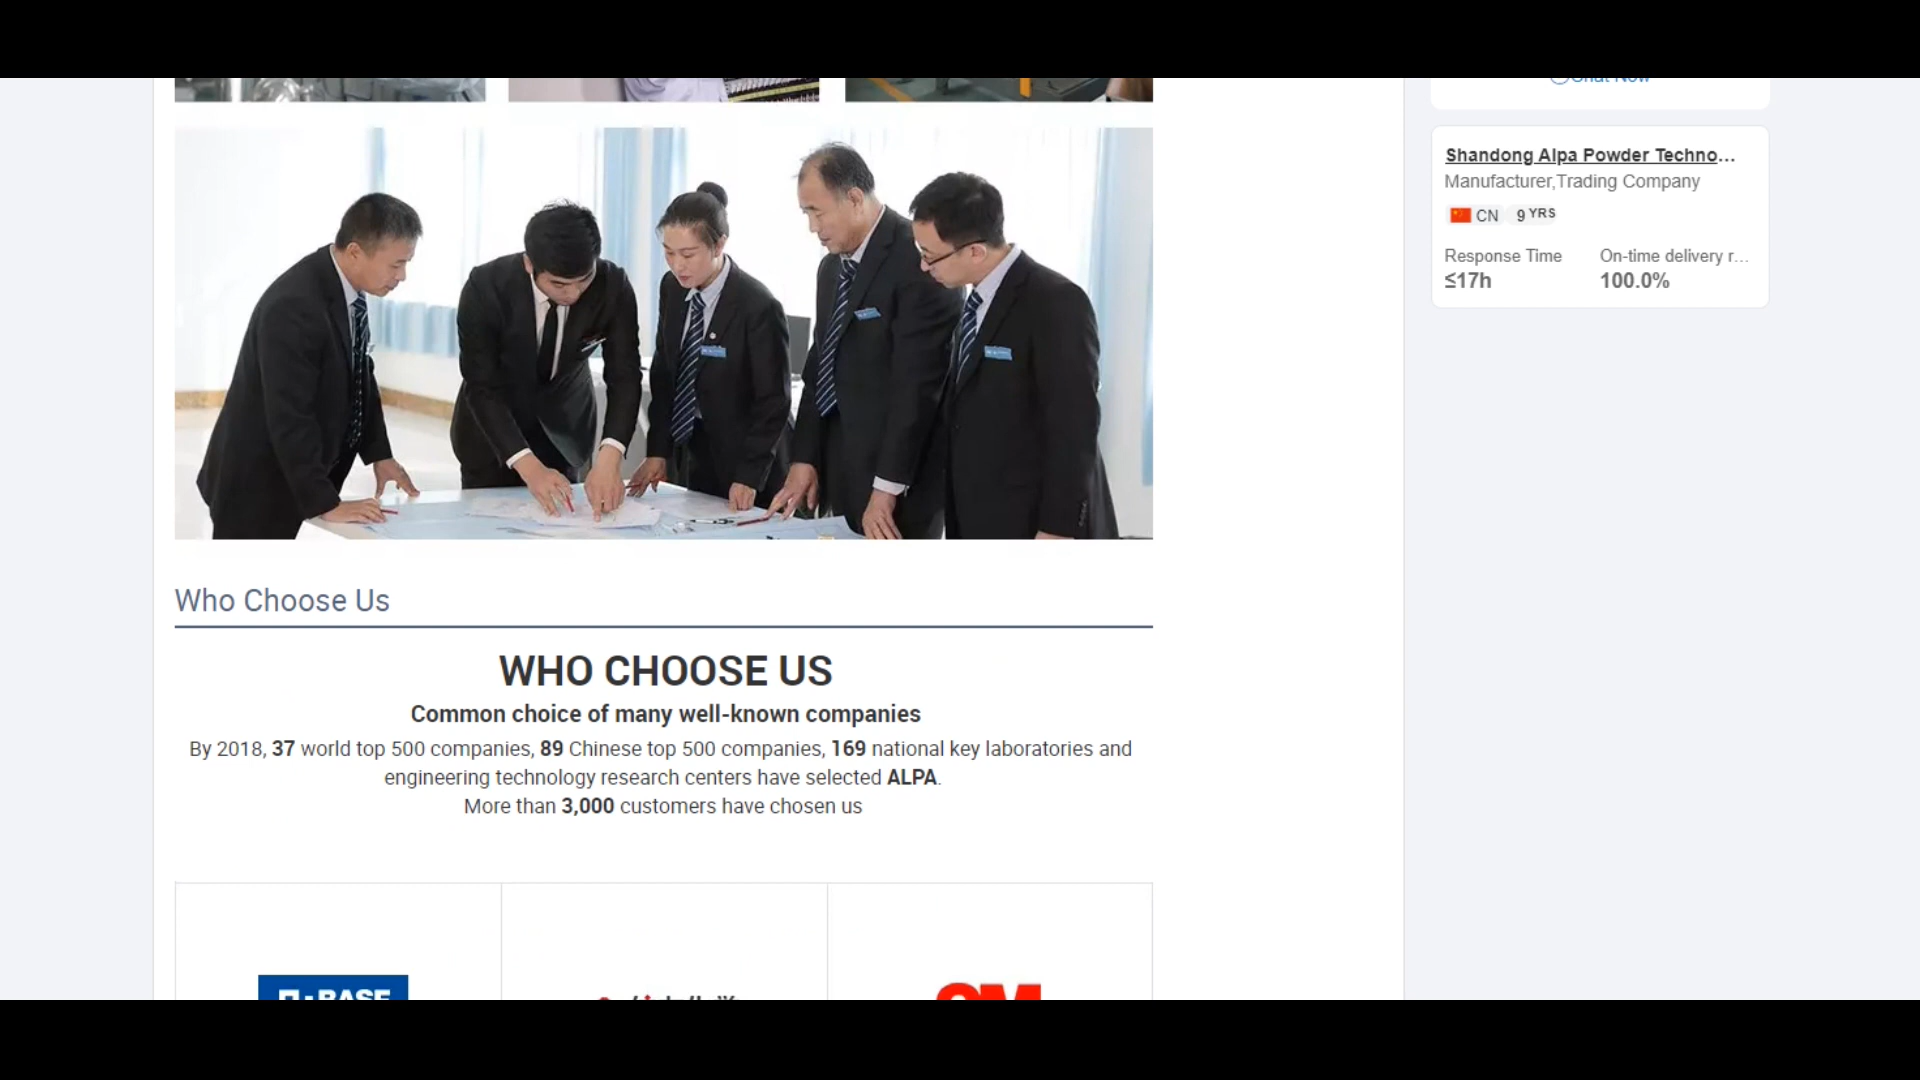 Shandong Alpa Powder Techno...
Manufacturer,Trading Company
CN 9 YRS
Response Time On-time delivery r...
≤17h 100.0%
Who Choose Us
WHO CHOOSE US
Common choice of many well-known companies
By 2018, 37 world top 500 companies, 89 Chinese top 500 companies, 169 national key laboratories and
engineering technology research centers have selected ALPA.
More than 3,000 customers have chosen us